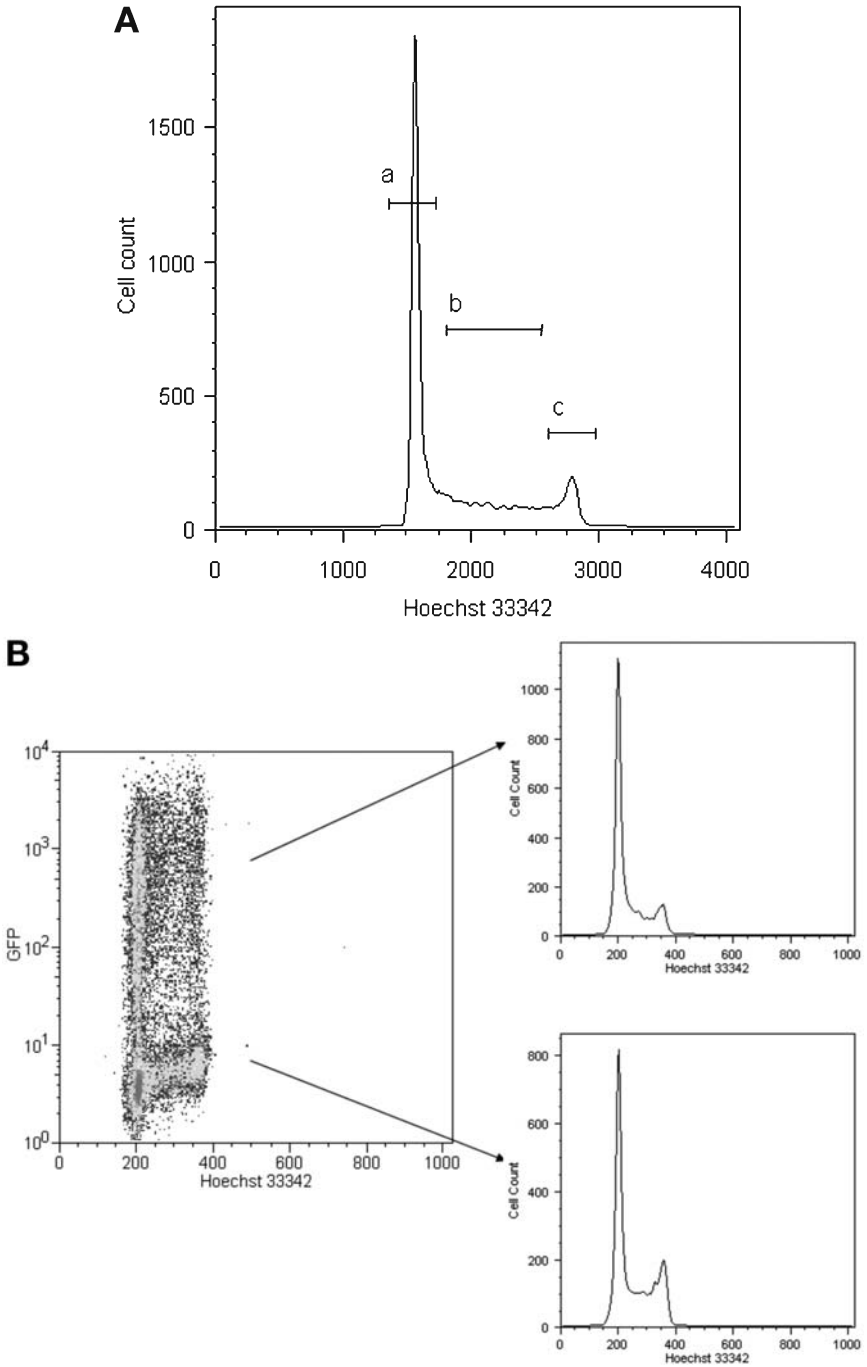 A
1500
1000
500
0
Cell count
a
b
c
0 1000 2000 3000 4000
Hoechst 33342
B
10^4
10^3
10^2
10^1
10^0
GFP
0 200 400 600 800 1000
Hoechst 33342
1000
800
600
400
200
0
Cell Count
0 200 400 600 800 1000
Hoechst 33342
800
600
400
200
0
Cell Count
0 200 400 600 800 1000
Hoechst 33342